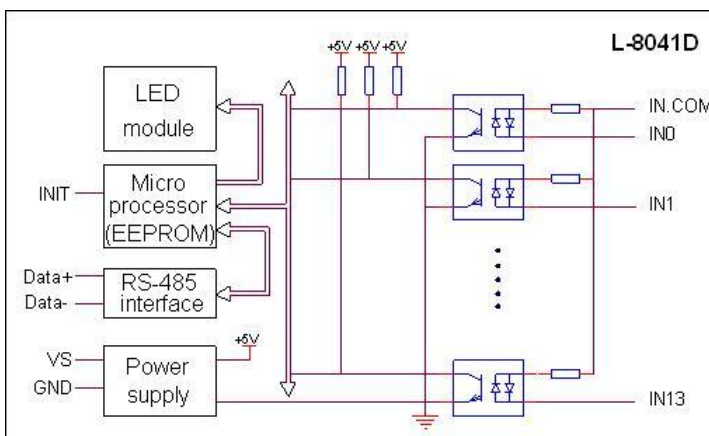 L-8041D
+5V +5V +5V
LED
module
IN.COM
IN0
INIT
Micro
processor
(EEPROM)
IN1
Data+
Data-
RS-485
interface
+5V
VS
GND
Power
supply
IN13